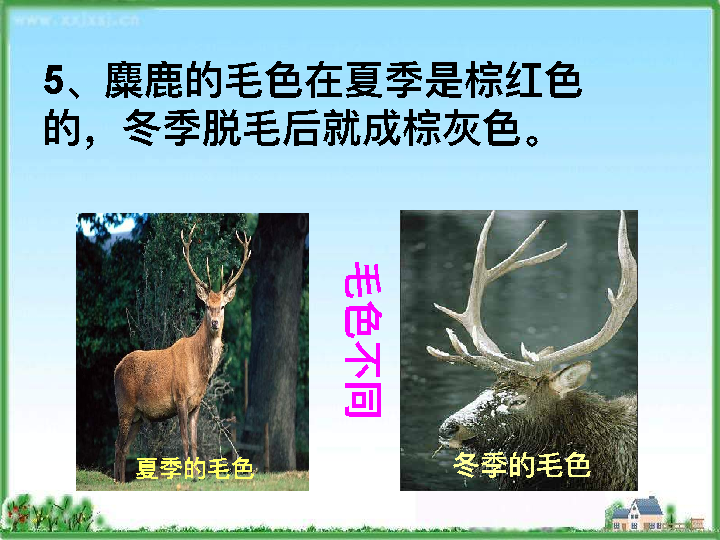 www.xxjxsj.cn
5、麋鹿的毛色在夏季是棕红色
的，冬季脱毛后就成棕灰色。
毛色不同
夏季的毛色
冬季的毛色